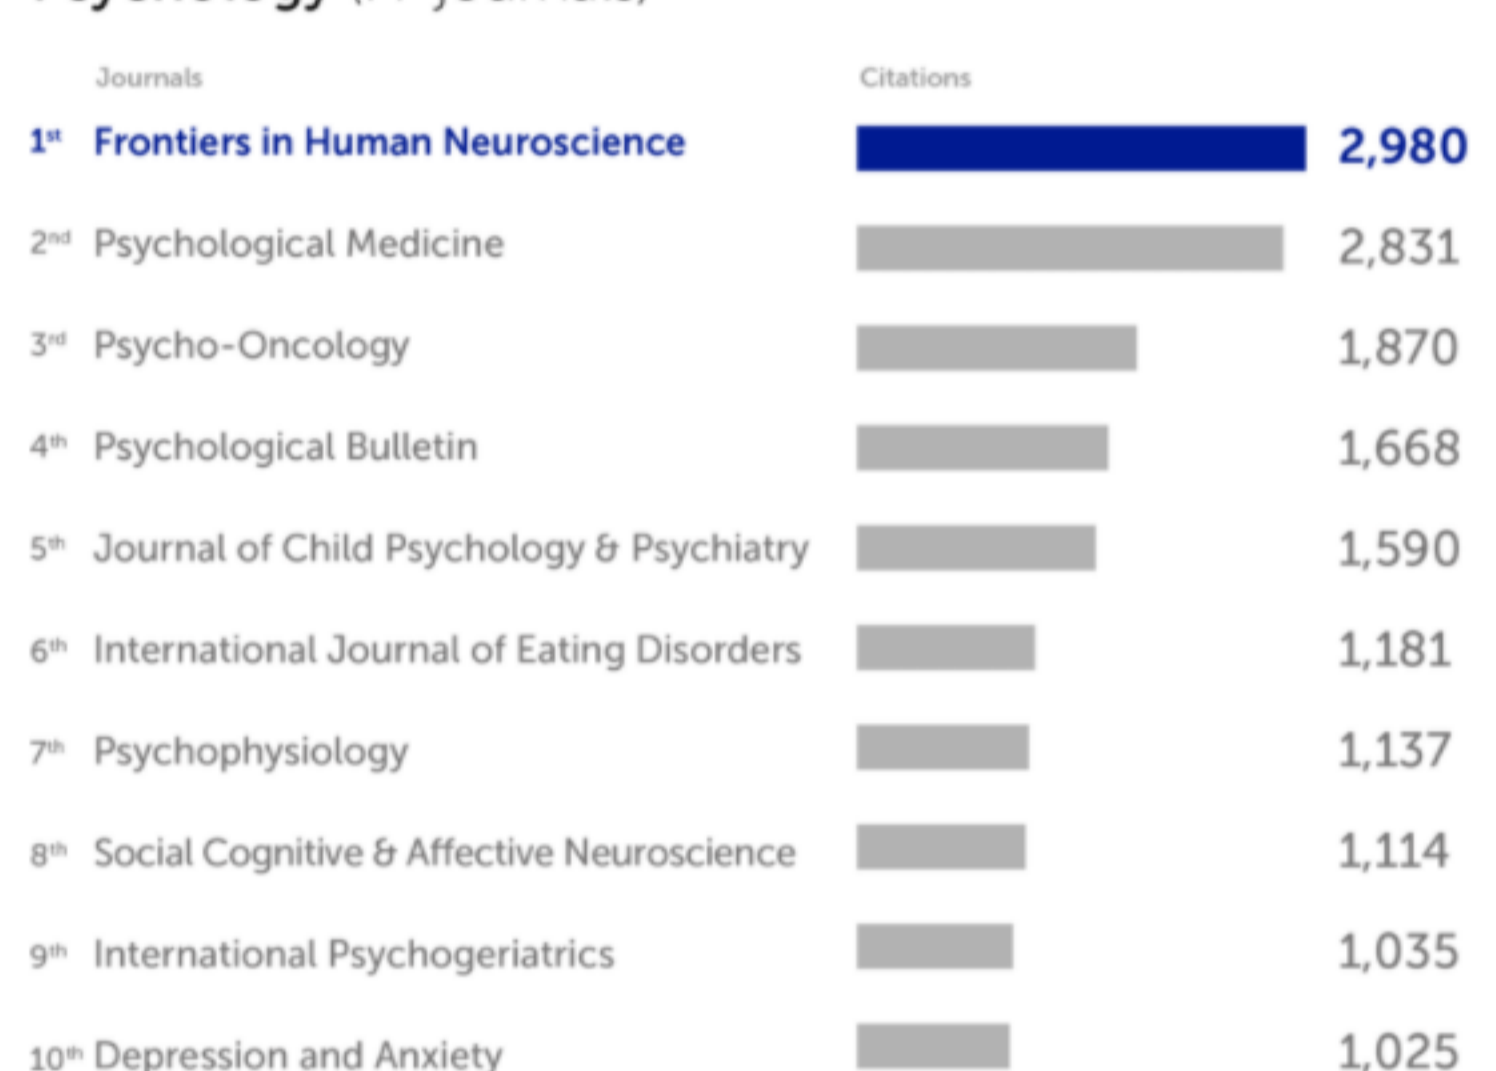 Psychology
Journals Citations
1st Frontiers in Human Neuroscience 2,980
2nd Psychological Medicine 2,831
3rd Psycho-Oncology 1,870
4th Psychological Bulletin 1,668
5th Journal of Child Psychology & Psychiatry 1,590
6th International Journal of Eating Disorders 1,181
7th Psychophysiology 1,137
8th Social Cognitive & Affective Neuroscience 1,114
9th International Psychogeriatrics 1,035
10th Depression and Anxiety 1,025